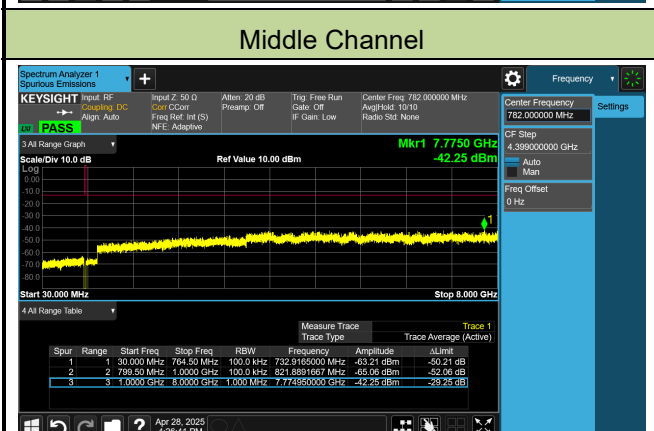 Middle Channel
Spectrum Analyzer 1
Spurious Emissions
Frequency
KEYSIGHT Input: RF Input Z: 50 Ω Atten: 20 dB Trig: Free Run Center Freq: 782.000000 MHz
Coupling: DC Corr CCorr Preamp: Off Gate: Off Avg|Hold: 10/10
Align: Auto Freq Ref: Int (S) IF Gain: Low Radio Std: None
NFE: Adaptive
PASS
Center Frequency
782.000000 MHz
Settings
CF Step
4.399000000 GHz
Auto
Man
Freq Offset
0 Hz
3 All Range Graph
Mkr1 7.7750 GHz
Scale/Div 10.0 dB Ref Value 10.00 dBm -42.25 dBm
Log
0.00
-10.0
-20.0
-30.0
-40.0
-50.0
-60.0
-70.0
-80.0
1
Start 30.000 MHz Stop 8.000 GHz
4 All Range Table
Measure Trace Trace 1
Trace Type Trace Average (Active)
Spur Range Start Freq Stop Freq RBW Frequency Amplitude ΔLimit
1 1 30.000 MHz 764.50 MHz 100.0 kHz 732.9165000 MHz -63.21 dBm -50.21 dB
2 2 799.50 MHz 1.0000 GHz 100.0 kHz 821.8891667 MHz -65.06 dBm -52.06 dB
3 3 1.0000 GHz 8.0000 GHz 1.000 MHz 7.774950000 GHz -42.25 dBm -29.25 dB
Apr 28, 2025